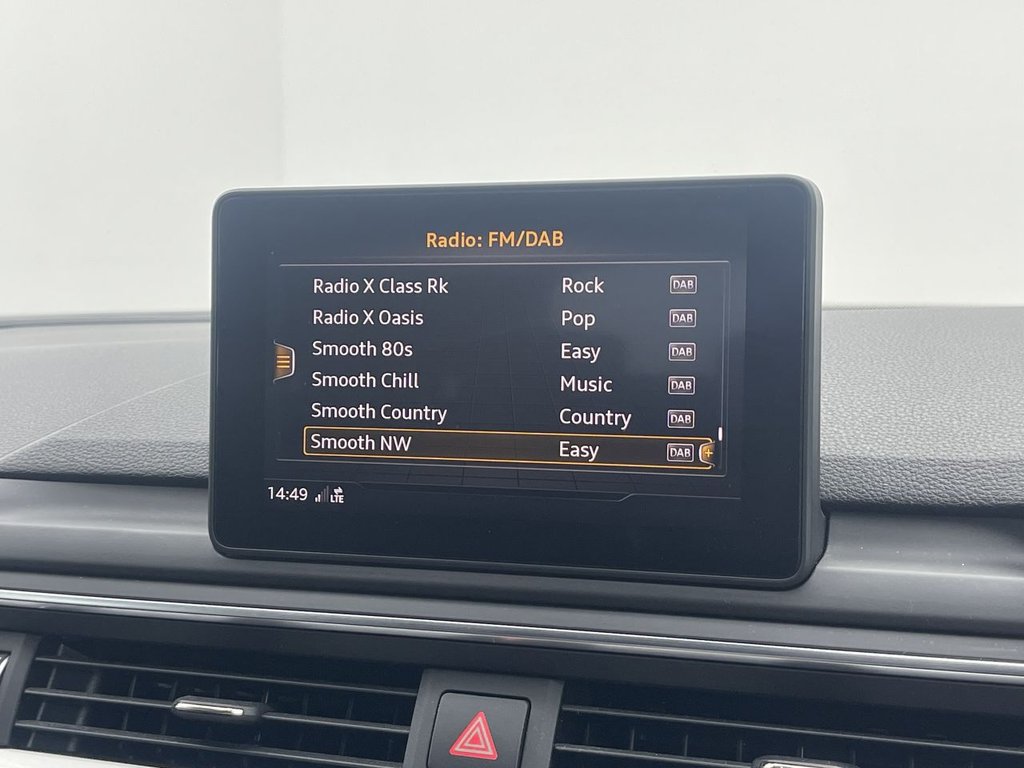 Radio: FM/DAB
Radio X Class Rk Rock DAB
Radio X Oasis Pop DAB
Smooth 80s Easy DAB
Smooth Chill Music DAB
Smooth Country Country DAB
Smooth NW Easy DAB
14:49 LTE